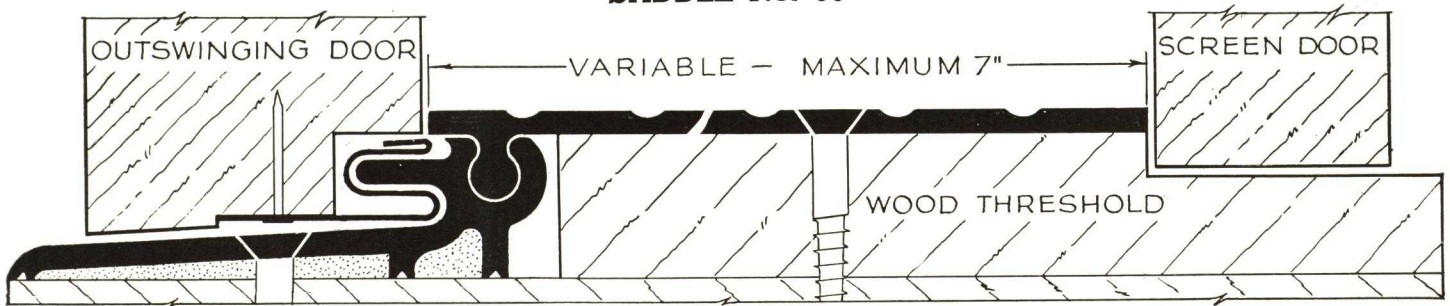 OUTSWINGING DOOR
VARIABLE - MAXIMUM 7"
SCREEN DOOR
WOOD THRESHOLD